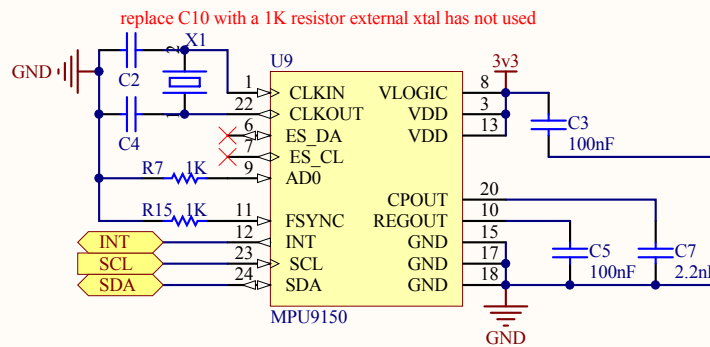 replace C10 with a 1K resistor external xtal has not used
X1
2
1
C2
C4
GND
U9
3v3
1 CLKIN
22 CLKOUT
6 ES_DA
7 ES_CL
R7 1K 9 AD0
R15 1K 11 FSYNC
INT 12 INT
SCL 23 SCL
SDA 24 SDA
VLOGIC 8
VDD 3
VDD 13
CPOUT 20
REGOUT 10
GND 15
GND 17
GND 18
MPU9150
C3
100nF
C5
100nF
C7
2.2nF
GND